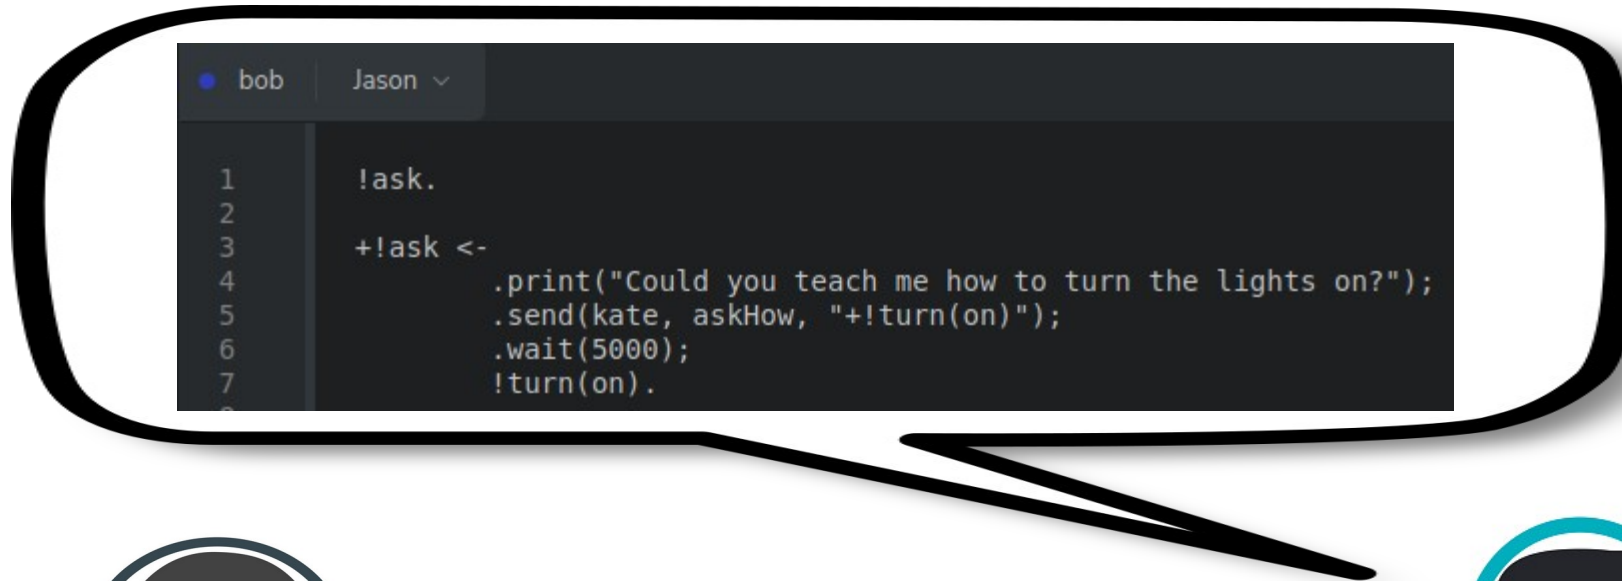 bob Jason
1 !ask.
2
3 +!ask <-
4 .print("Could you teach me how to turn the lights on?");
5 .send(kate, askHow, "+!turn(on)");
6 .wait(5000);
7 !turn(on).